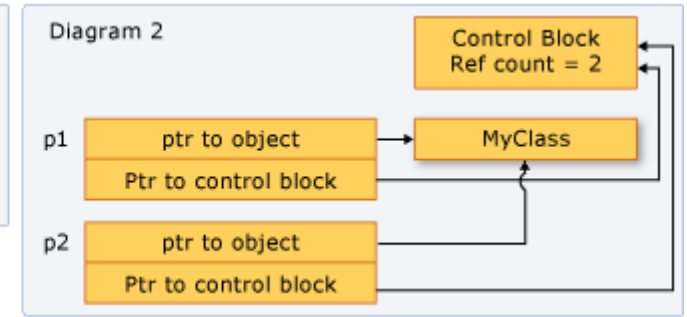 Diagram 2
Control Block
Ref count = 2
p1
ptr to object
MyClass
Ptr to control block
p2
ptr to object
Ptr to control block